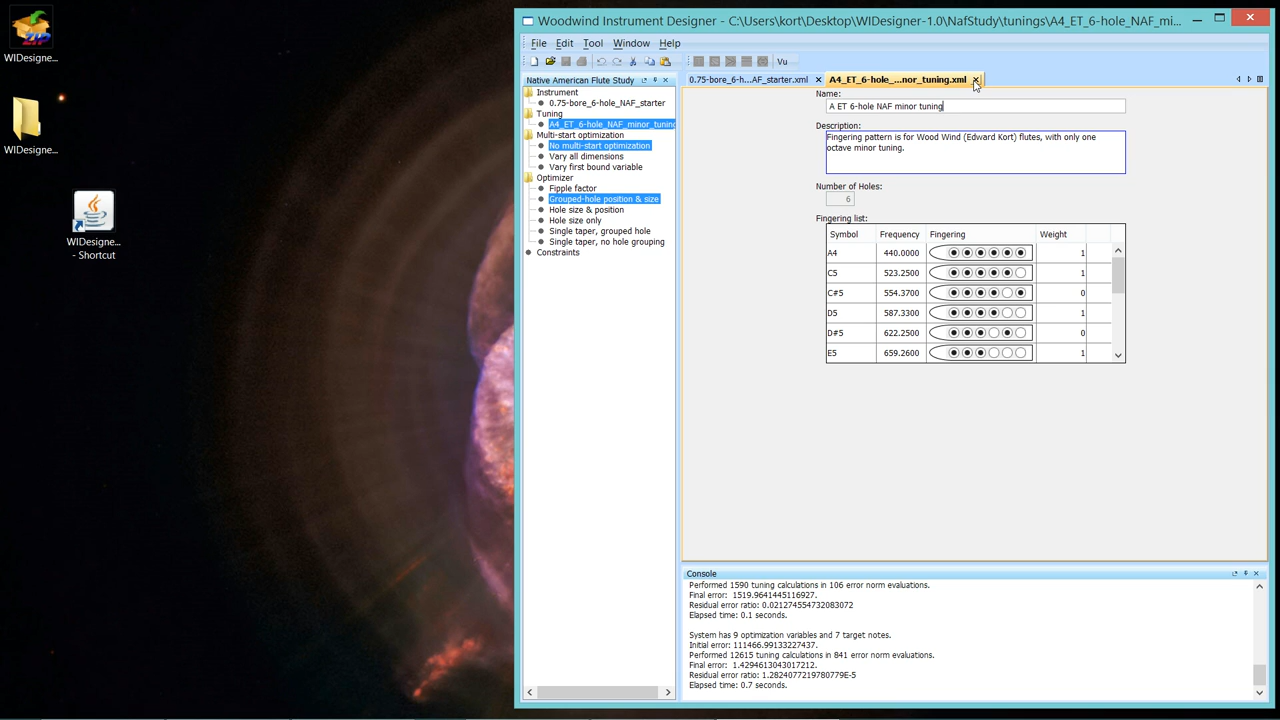 WIDesigne...
WIDesigne...
WIDesigne...
- Shortcut
Woodwind Instrument Designer - C:\Users\kort\Desktop\WIDesigner-1.0\NafStudy\tunings\A4_ET_6-hole_NAF_mi...
File Edit Tool Window Help
Vu
Native American Flute Study
Instrument
0.75-bore_6-hole_NAF_starter
Tuning
A4_ET_6-hole_NAF_minor_tuning
Multi-start optimization
No multi-start optimization
Vary all dimensions
Vary first bound variable
Optimizer
Fipple factor
Grouped-hole position & size
Hole size & position
Hole size only
Single taper, grouped hole
Single taper, no hole grouping
Constraints
0.75-bore_6-h...AF_starter.xml A4_ET_6-hole_...nor_tuning.xml
Name:
A ET 6-hole NAF minor tuning
Description:
Fingering pattern is for Wood Wind (Edward Kort) flutes, with only one
octave minor tuning.
Number of Holes:
6
Fingering list:
Symbol Frequency Fingering Weight
A4 440.0000 1
C5 523.2500 1
C#5 554.3700 0
D5 587.3300 1
D#5 622.2500 0
E5 659.2600 1
Console
Performed 1590 tuning calculations in 106 error norm evaluations.
Final error: 1519.9641445116927.
Residual error ratio: 0.021274554732083072
Elapsed time: 0.1 seconds.
System has 9 optimization variables and 7 target notes.
Initial error: 111466.99133227437.
Performed 12615 tuning calculations in 841 error norm evaluations.
Final error: 1.4294613043017212.
Residual error ratio: 1.2824077219780779E-5
Elapsed time: 0.7 seconds.